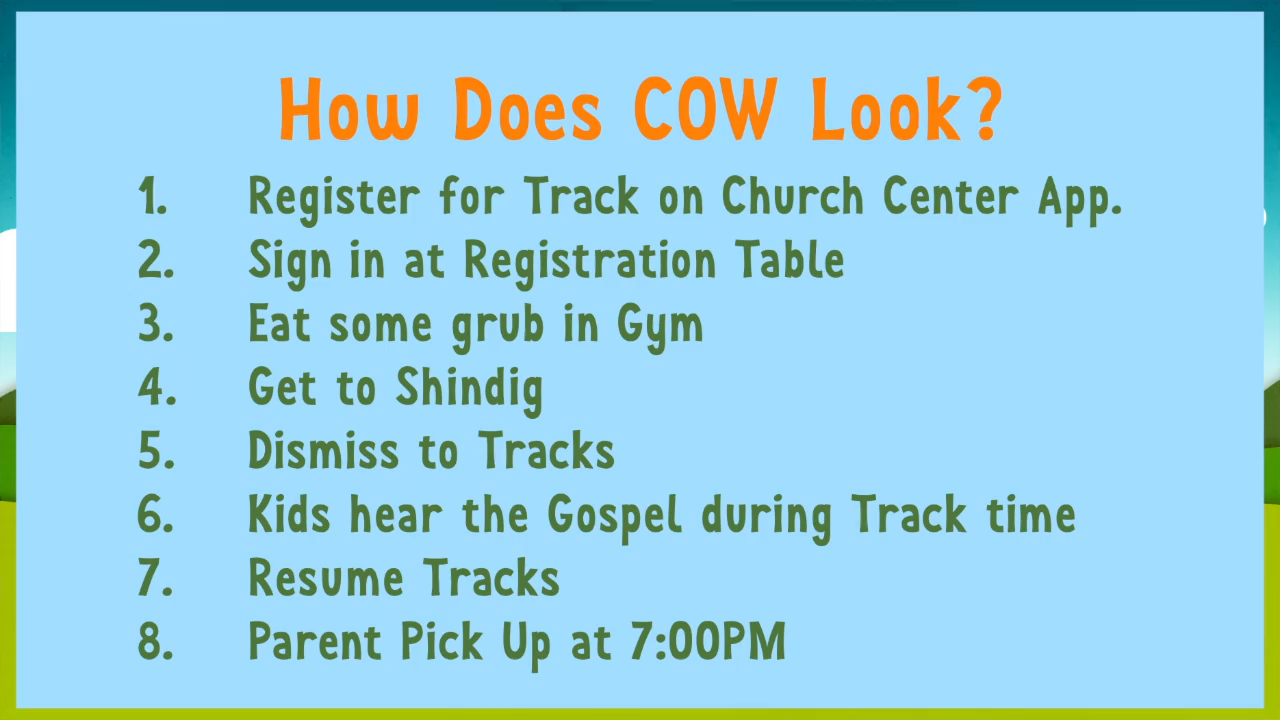 How Does COW Look?
1. Register for Track on Church Center App.
2. Sign in at Registration Table
3. Eat some grub in Gym
4. Get to Shindig
5. Dismiss to Tracks
6. Kids hear the Gospel during Track time
7. Resume Tracks
8. Parent Pick Up at 7:00PM